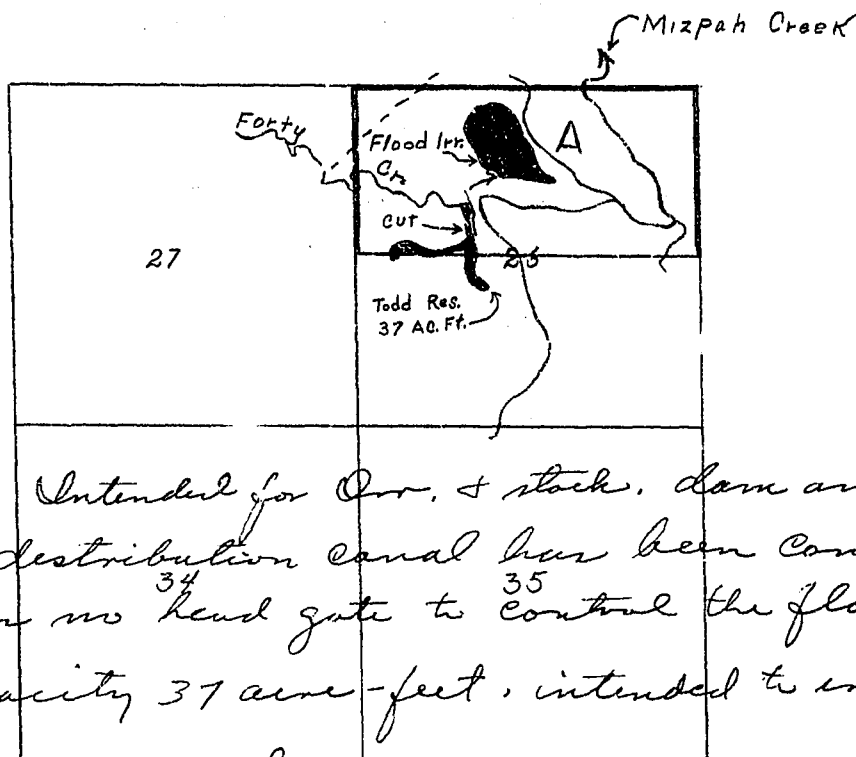 Mizpah Creek
Forty
Flood Irr.
A
Cr.
cut
27
26
Todd Res.
37 Ac. Ft.
Intended for Irr. & stock. dam an
destribution canal has been con
34 35
no head gate to control the flo
acity 37 acre-feet, intended to